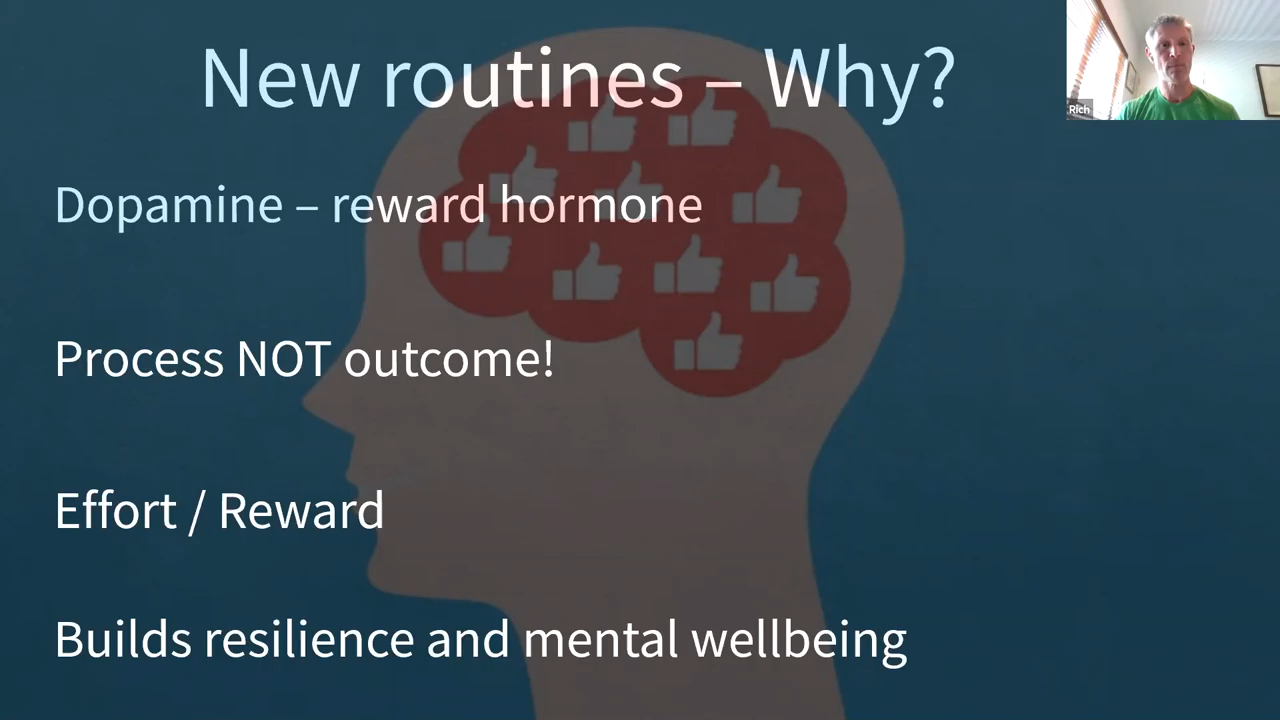 New routines – Why?
Rich
Dopamine – reward hormone
Process NOT outcome!
Effort / Reward
Builds resilience and mental wellbeing